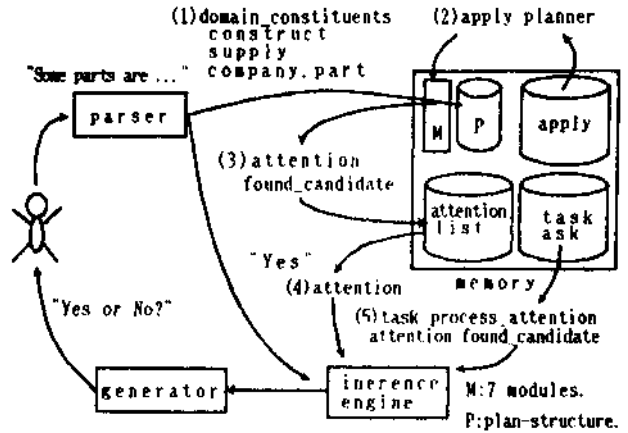 (1)domain_constituents
construct
supply
company,part
(2)apply planner
"Some parts are ..."
parser
M
P
apply
(3)attention
found_candidate
attention
list
task
ask
"Yes"
(4)attention
memory
"Yes or No?"
(5)task_process_attention
attention found_candidate
generator
inerence
engine
M:7 modules.
P:plan-structure.